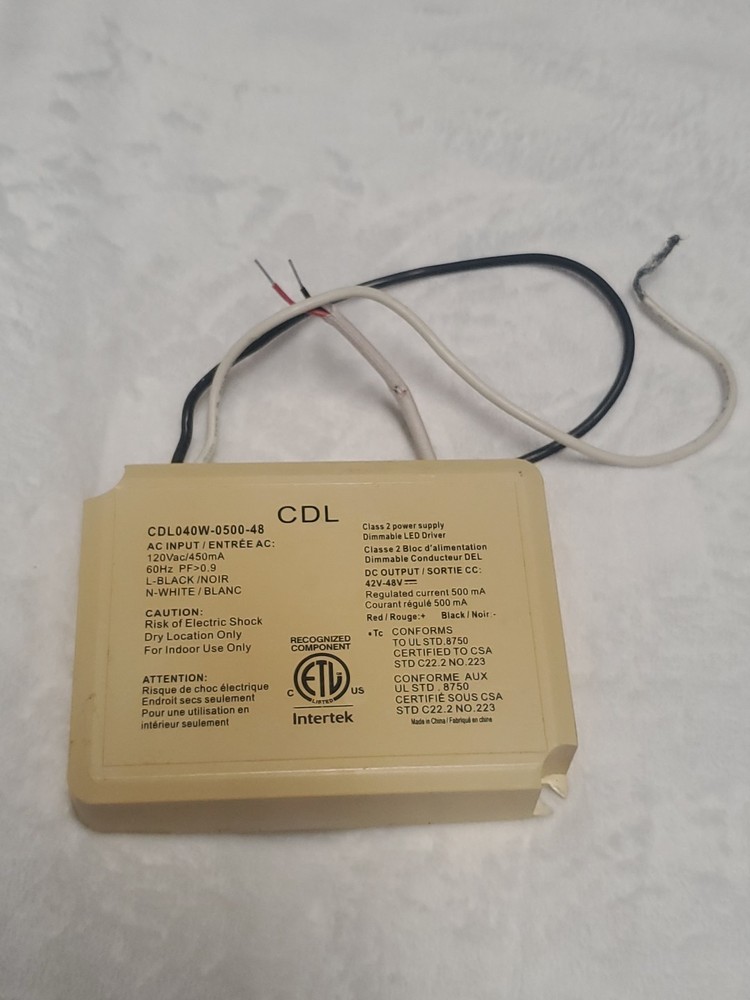 CDL
CDL040W-0500-48
AC INPUT / ENTRÉE AC:
120Vac/450mA
60Hz PF>0.9
L-BLACK /NOIR
N-WHITE / BLANC
CAUTION:
Risk of Electric Shock
Dry Location Only
For Indoor Use Only
ATTENTION:
Risque de choc électrique
Endroit secs seulement
Pour une utilisation en
intérieur seulement
RECOGNIZED
COMPONENT
ETL
LISTED
C US
Intertek
Class 2 power supply
Dimmable LED Driver
Classe 2 Bloc d'alimentation
Dimmable Conducteur DEL
DC OUTPUT / SORTIE CC:
42V-48V
Regulated current 500 mA
Courant régulé 500 mA
Red / Rouge:+ Black / Noir:-
•Tc CONFORMS
TO UL STD.8750
CERTIFIED TO CSA
STD C22.2 NO.223
CONFORME AUX
UL STD . 8750
CERTIFIÉ SOUS CSA
STD C22.2 NO.223
Made in China / Fabriqué en chine